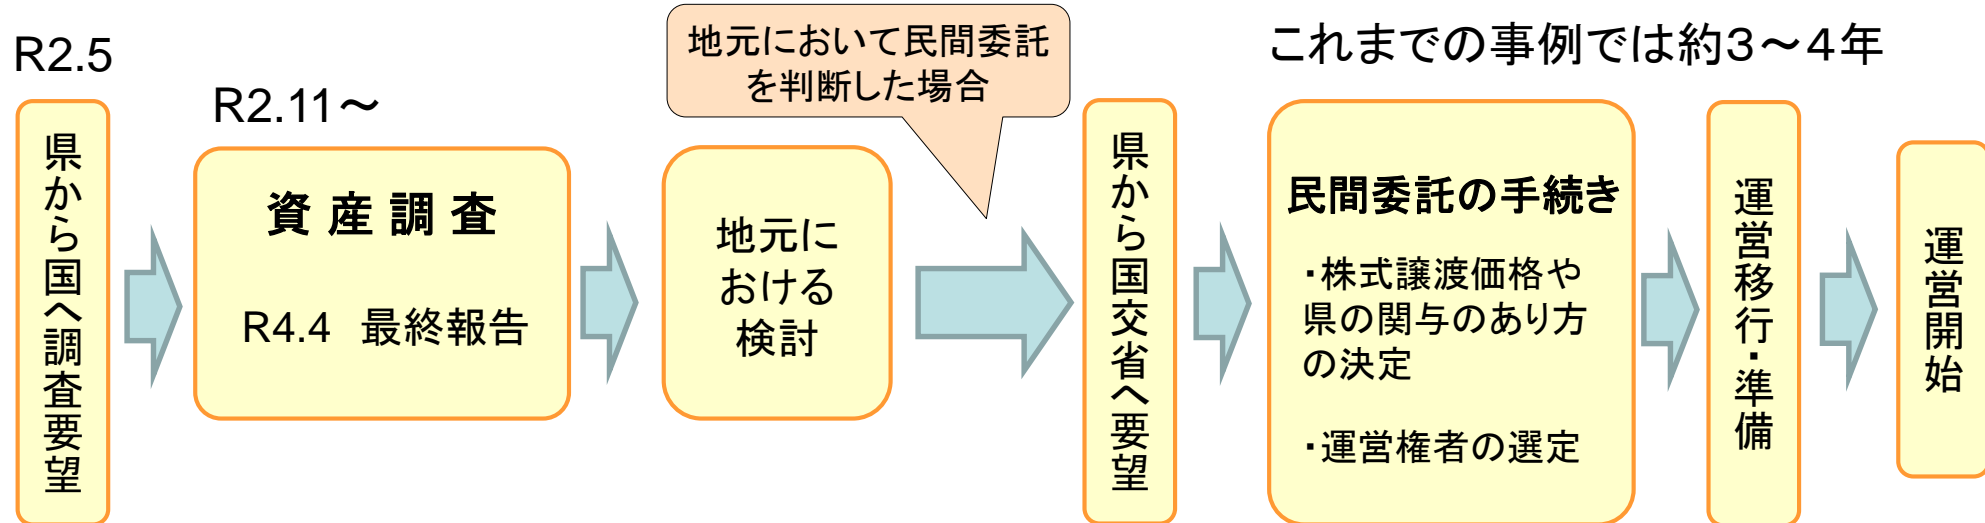 R2.5
県から国へ調査要望
R2.11～
資産調査
R4.4　最終報告
地元に
おける
検討
地元において民間委託
を判断した場合
県から国交省へ要望
これまでの事例では約３～４年
民間委託の手続き
・株式譲渡価格や
県の関与のあり方
の決定
・運営権者の選定
運営移行・準備
運営開始